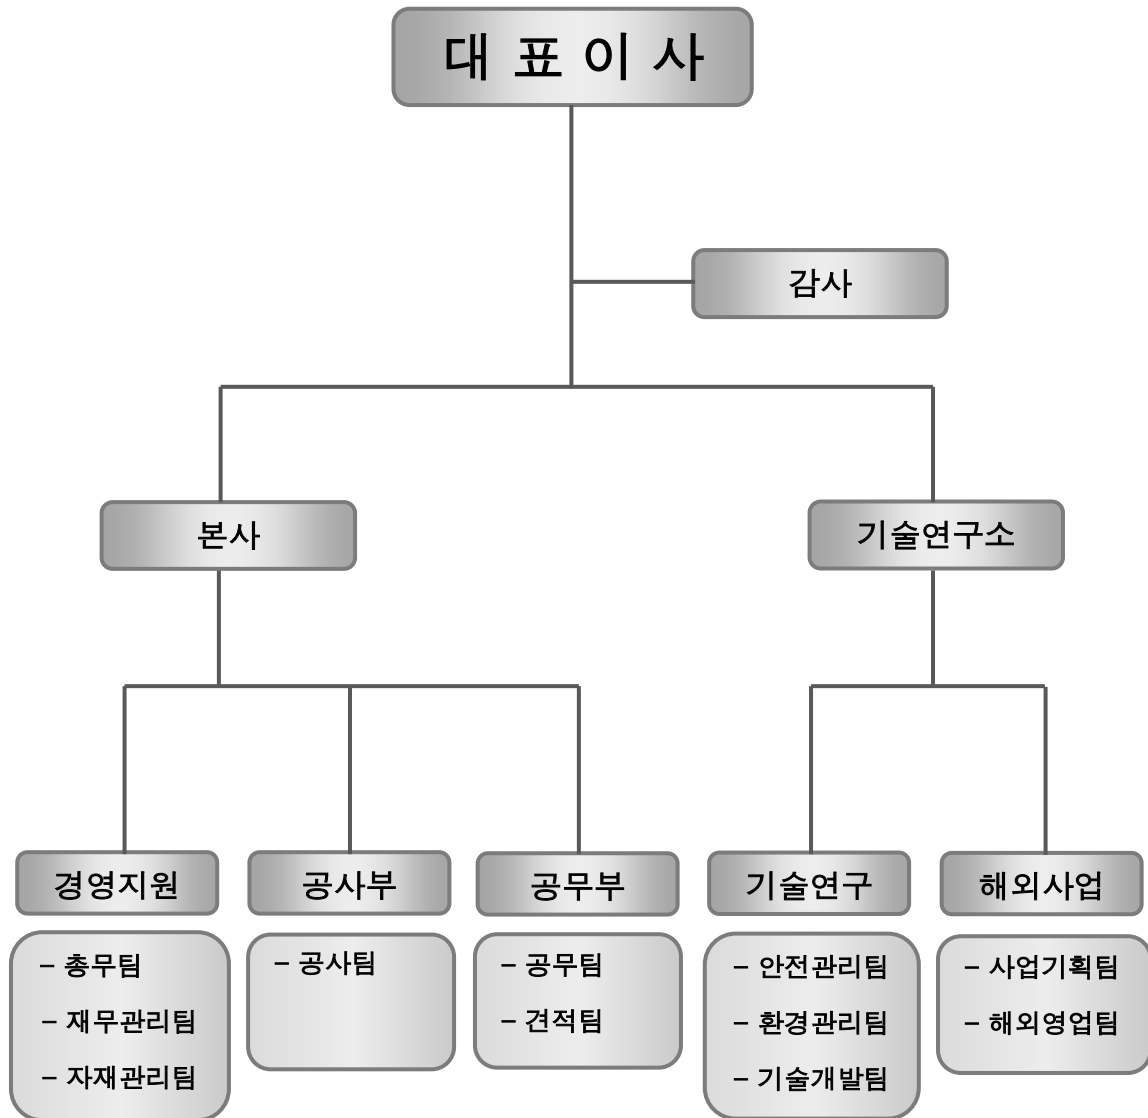 대 표 이 사
감사
본사
기술연구소
경영지원
– 총무팀
– 재무관리팀
– 자재관리팀
공사부
– 공사팀
공무부
– 공무팀
– 견적팀
기술연구
– 안전관리팀
– 환경관리팀
– 기술개발팀
해외사업
– 사업기획팀
– 해외영업팀